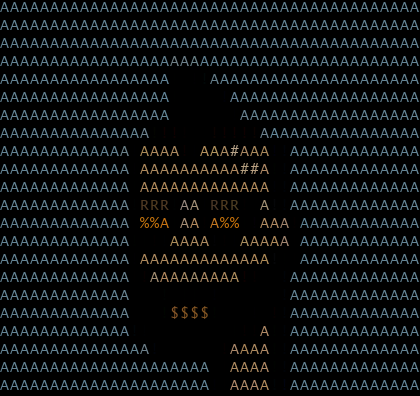 AAAAAAAAAAAAAAAAAAAAAAAAAAAAAAAAAAAAAAAAAA
AAAAAAAAAAAAAAAAAAAAAAAAAAAAAAAAAAAAAAAAAA
AAAAAAAAAAAAAAAAAAAAAAAAAAAAAAAAAAAAAAAAAA
AAAAAAAAAAAAAAAAAAAAAAAAAAAAAAAAAAAAAAAAAA
AAAAAAAAAAAAAAAAA    AAAAAAAAAAAAAAAAAAAAA
AAAAAAAAAAAAAAAAA      AAAAAAAAAAAAAAAAAAA
AAAAAAAAAAAAAAAAA       AAAAAAAAAAAAAAAAAA
AAAAAAAAAAAAAAA           AAAAAAAAAAAAAAAA
AAAAAAAAAAAAA AAAA  AAA#AAA  AAAAAAAAAAAAA
AAAAAAAAAAAAA AAAAAAAAAA##A  AAAAAAAAAAAAA
AAAAAAAAAAAAA AAAAAAAAAAAAA  AAAAAAAAAAAAA
AAAAAAAAAAAAA RRR AA RRR  A  AAAAAAAAAAAAA
AAAAAAAAAAAAA %%A AA A%%  AAA AAAAAAAAAAAA
AAAAAAAAAAAAA    AAAA   AAAAA AAAAAAAAAAAA
AAAAAAAAAAAAA AAAAAAAAAAAAA   AAAAAAAAAAAA
AAAAAAAAAAAAA  AAAAAAAAA     AAAAAAAAAAAAA
AAAAAAAAAAAAA                AAAAAAAAAAAAA
AAAAAAAAAAAAA    $$$$        AAAAAAAAAAAAA
AAAAAAAAAAAAA             A  AAAAAAAAAAAAA
AAAAAAAAAAAAAAA        AAAA  AAAAAAAAAAAAA
AAAAAAAAAAAAAAAAAAAAA  AAAA  AAAAAAAAAAAAA
AAAAAAAAAAAAAAAAAAAAA  AAAA  AAAAAAAAAAAAA